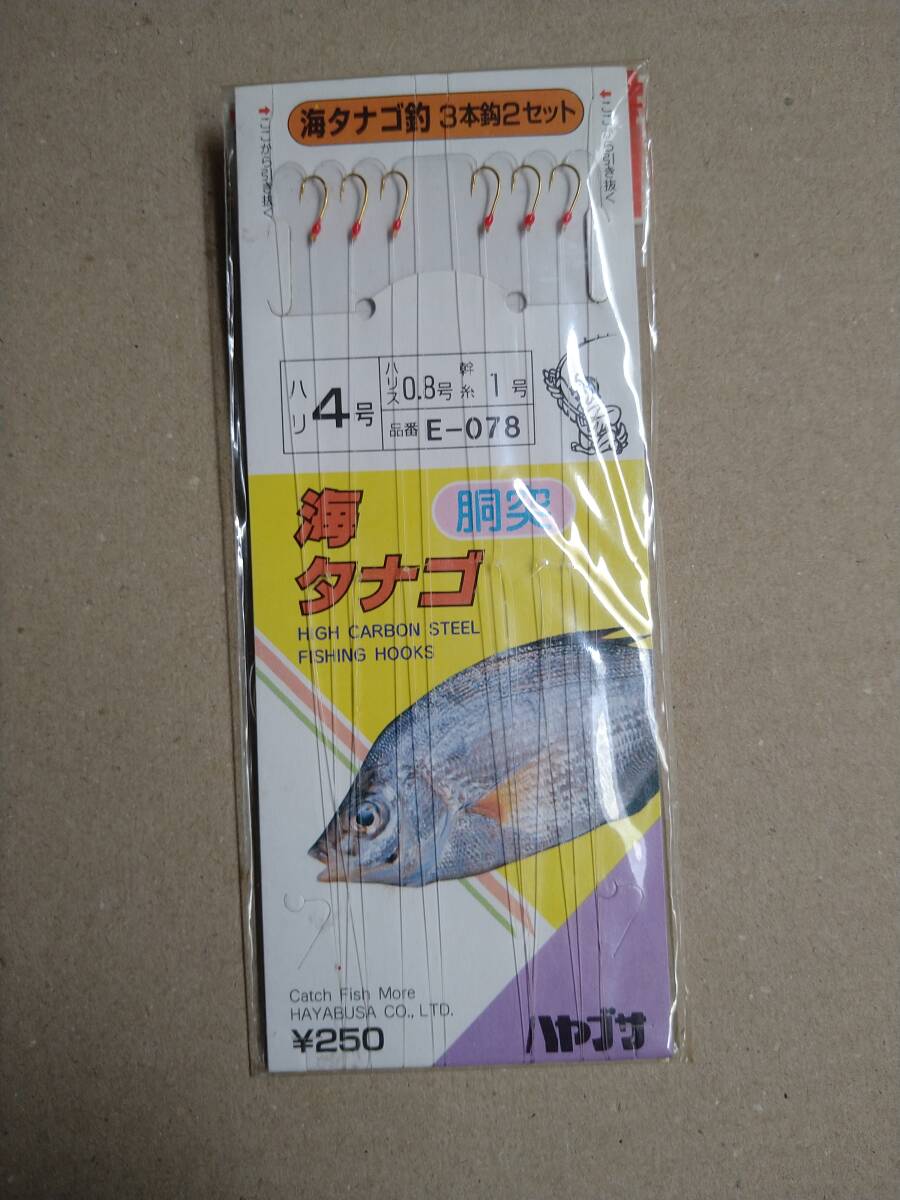 海タナゴ釣 3本鈎2セット
ここから引き抜く
ここから引き抜く
ハリ 4号
ハリス 0.8号 幹糸 1号
品番 E-078
胴突
海
タナゴ
HIGH CARBON STEEL
FISHING HOOKS
Catch Fish More
HAYABUSA CO., LTD.
¥250
ハヤブサ